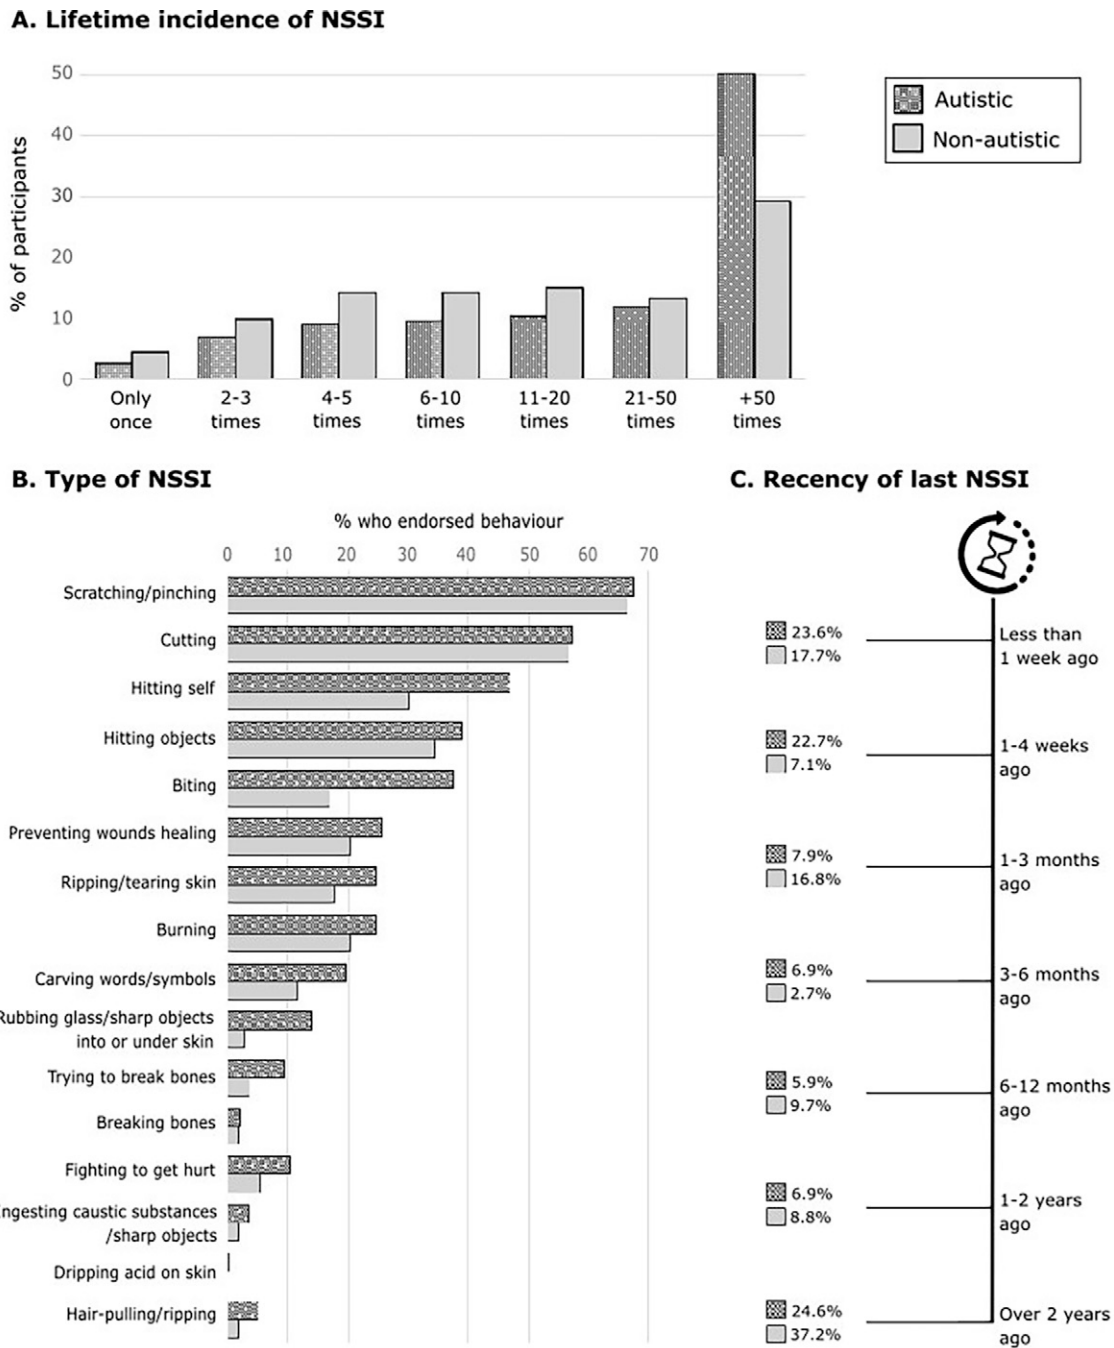 A. Lifetime incidence of NSSI
50
40
30
20
10
0
% of participants
Autistic
Non-autistic
Only
once
2-3
times
4-5
times
6-10
times
11-20
times
21-50
times
+50
times
B. Type of NSSI
% who endorsed behaviour
0 10 20 30 40 50 60 70
Scratching/pinching
Cutting
Hitting self
Hitting objects
Biting
Preventing wounds healing
Ripping/tearing skin
Burning
Carving words/symbols
Rubbing glass/sharp objects
into or under skin
Trying to break bones
Breaking bones
Fighting to get hurt
ngesting caustic substances
/sharp objects
Dripping acid on skin
Hair-pulling/ripping
C. Recency of last NSSI
23.6%
17.7%
Less than
1 week ago
22.7%
7.1%
1-4 weeks
ago
7.9%
16.8%
1-3 months
ago
6.9%
2.7%
3-6 months
ago
5.9%
9.7%
6-12 months
ago
6.9%
8.8%
1-2 years
ago
24.6%
37.2%
Over 2 years
ago